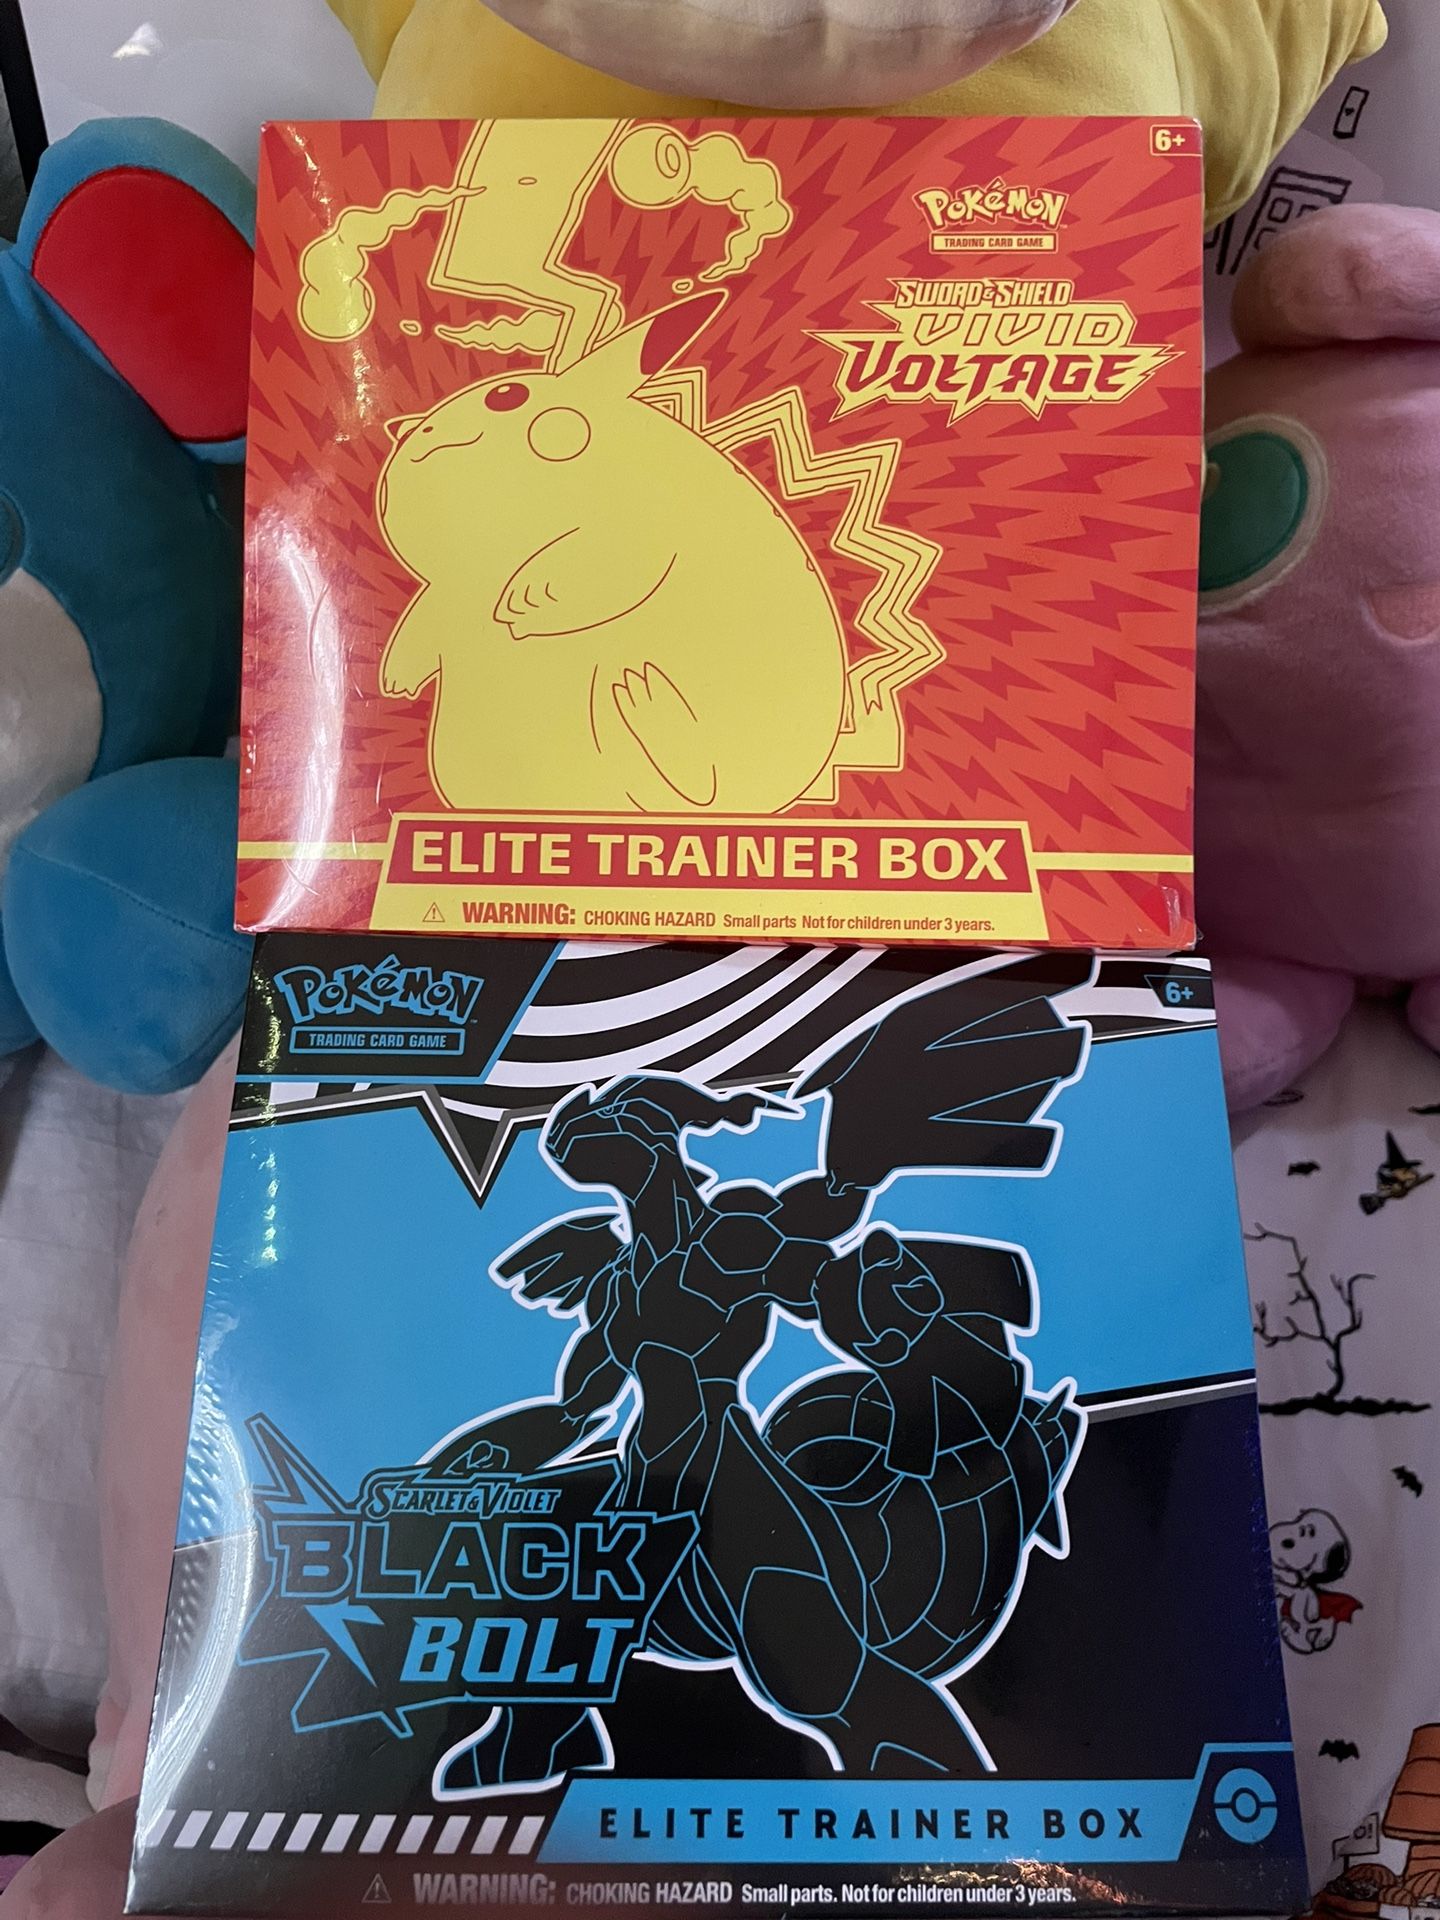 6+
POKéMON
TRADING CARD GAME
SWORD & SHIELD
VIVID
VOLTAGE
ELITE TRAINER BOX
WARNING: CHOKING HAZARD Small parts Not for children under 3 years.
POKéMON
TRADING CARD GAME
6+
SCARLET & VIOLET
BLACK
BOLT
ELITE TRAINER BOX
WARNING: CHOKING HAZARD Small parts. Not for children under 3 years.